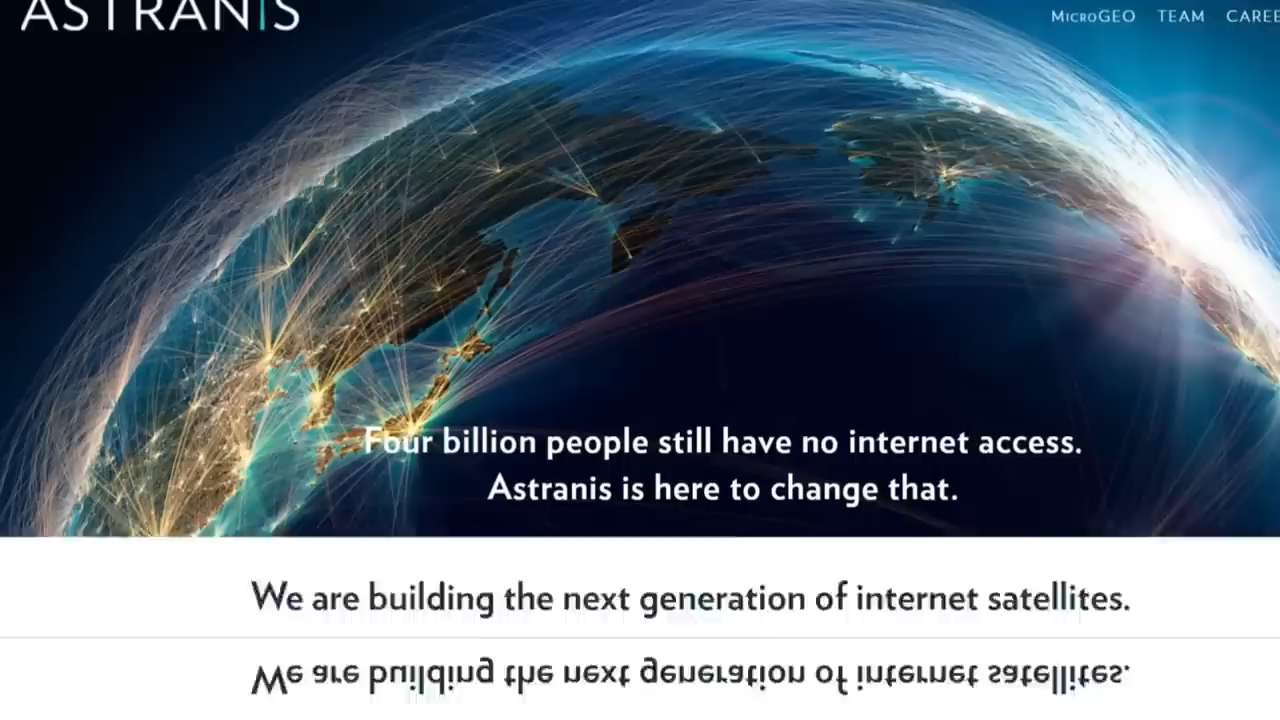 ASTRANIS
MicroGEO TEAM CAREE
Four billion people still have no internet access.
Astranis is here to change that.
We are building the next generation of internet satellites.
We are building the next generation of internet satellites.